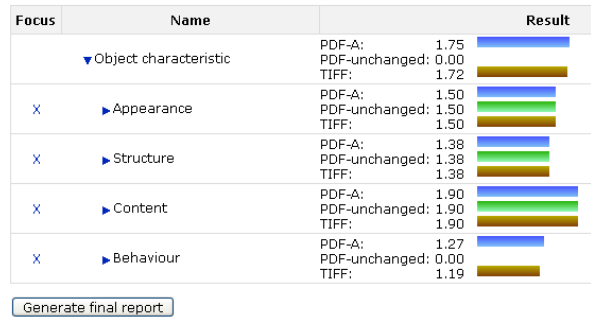 Focus Name Result
Object characteristic PDF-A: 1.75
PDF-unchanged: 0.00
TIFF: 1.72
X Appearance PDF-A: 1.50
PDF-unchanged: 1.50
TIFF: 1.50
X Structure PDF-A: 1.38
PDF-unchanged: 1.38
TIFF: 1.38
X Content PDF-A: 1.90
PDF-unchanged: 1.90
TIFF: 1.90
X Behaviour PDF-A: 1.27
PDF-unchanged: 0.00
TIFF: 1.19
Generate final report